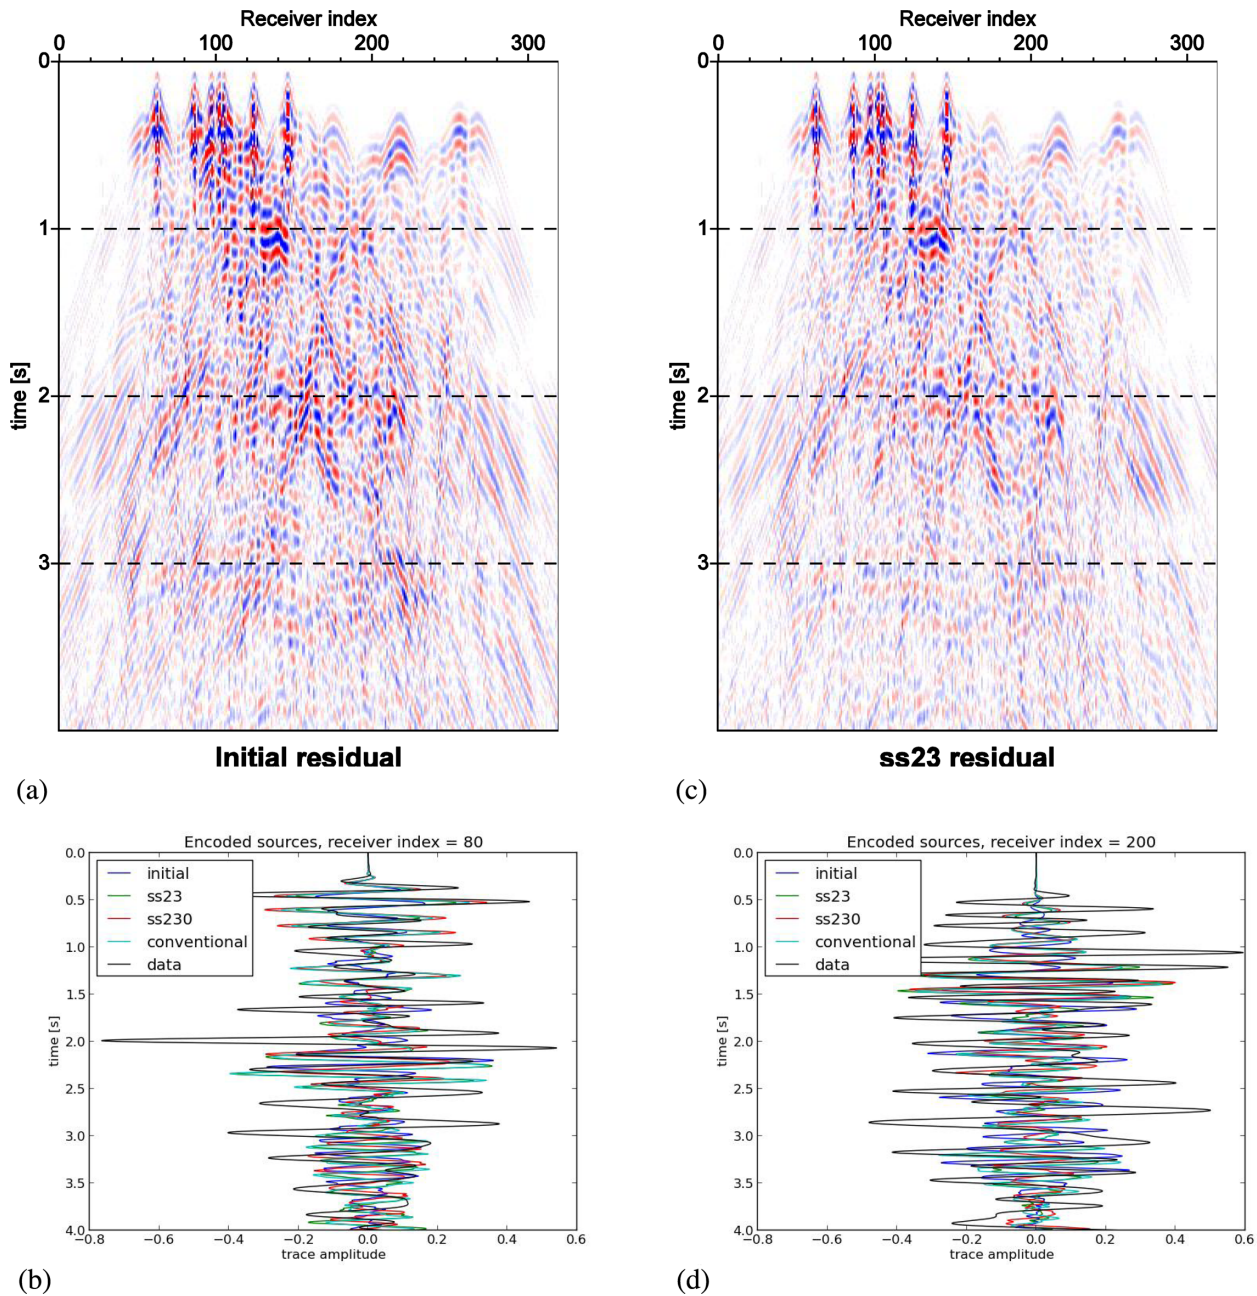 Receiver index
0 100 200 300
0
1
2
3
time [s]
Initial residual
(a)
Receiver index
0 100 200 300
0
1
2
3
time [s]
ss23 residual
(c)
Encoded sources, receiver index = 80
initial
ss23
ss230
conventional
data
0.0
0.5
1.0
1.5
2.0
2.5
3.0
3.5
4.0
time [s]
−0.8 −0.6 −0.4 −0.2 0.0 0.2 0.4 0.6
trace amplitude
(b)
Encoded sources, receiver index = 200
initial
ss23
ss230
conventional
data
0.0
0.5
1.0
1.5
2.0
2.5
3.0
3.5
4.0
time [s]
−0.8 −0.6 −0.4 −0.2 0.0 0.2 0.4 0.6
trace amplitude
(d)